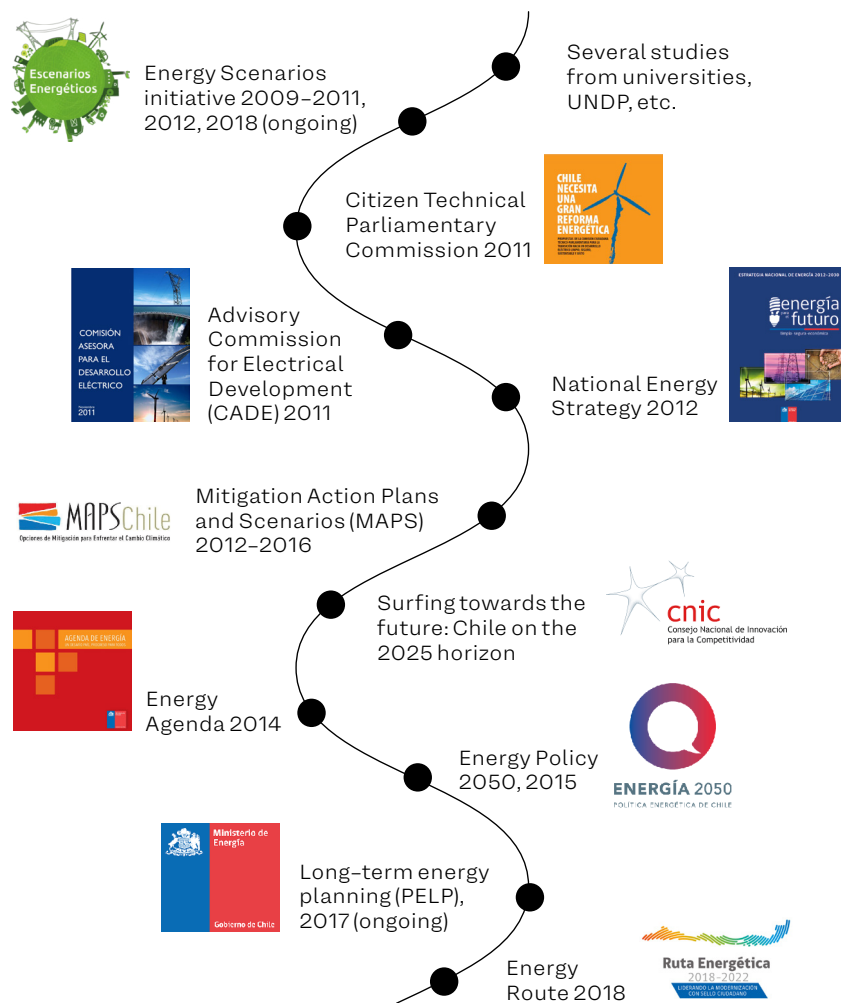 Several studies
from universities,
UNDP, etc.
Escenarios
Energéticos
Energy Scenarios
initiative 2009–2011,
2012, 2018 (ongoing)
Citizen Technical
Parliamentary
Commission 2011
CHILE
NECESITA
UNA
GRAN
REFORMA
ENERGÉTICA
COMISIÓN
ASESORA
PARA EL
DESARROLLO
ELÉCTRICO
2011
Advisory
Commission
for Electrical
Development
(CADE) 2011
National Energy
Strategy 2012
ESTRATEGIA NACIONAL DE ENERGÍA 2012-2030
energía
para el
futuro
MAPSChile
Opciones de Mitigación para Enfrentar el Cambio Climático
Mitigation Action Plans
and Scenarios (MAPS)
2012–2016
Surfing towards the
future: Chile on the
2025 horizon
cnic
Consejo Nacional de Innovación
para la Competitividad
AGENDA DE ENERGÍA
Energy
Agenda 2014
Energy Policy
2050, 2015
ENERGÍA 2050
POLÍTICA ENERGÉTICA DE CHILE
Ministerio de
Energía
Gobierno de Chile
Long-term energy
planning (PELP),
2017 (ongoing)
Energy
Route 2018
Ruta Energética
2018-2022
LIDERANDO LA MODERNIZACIÓN
CON SELLO CIUDADANO